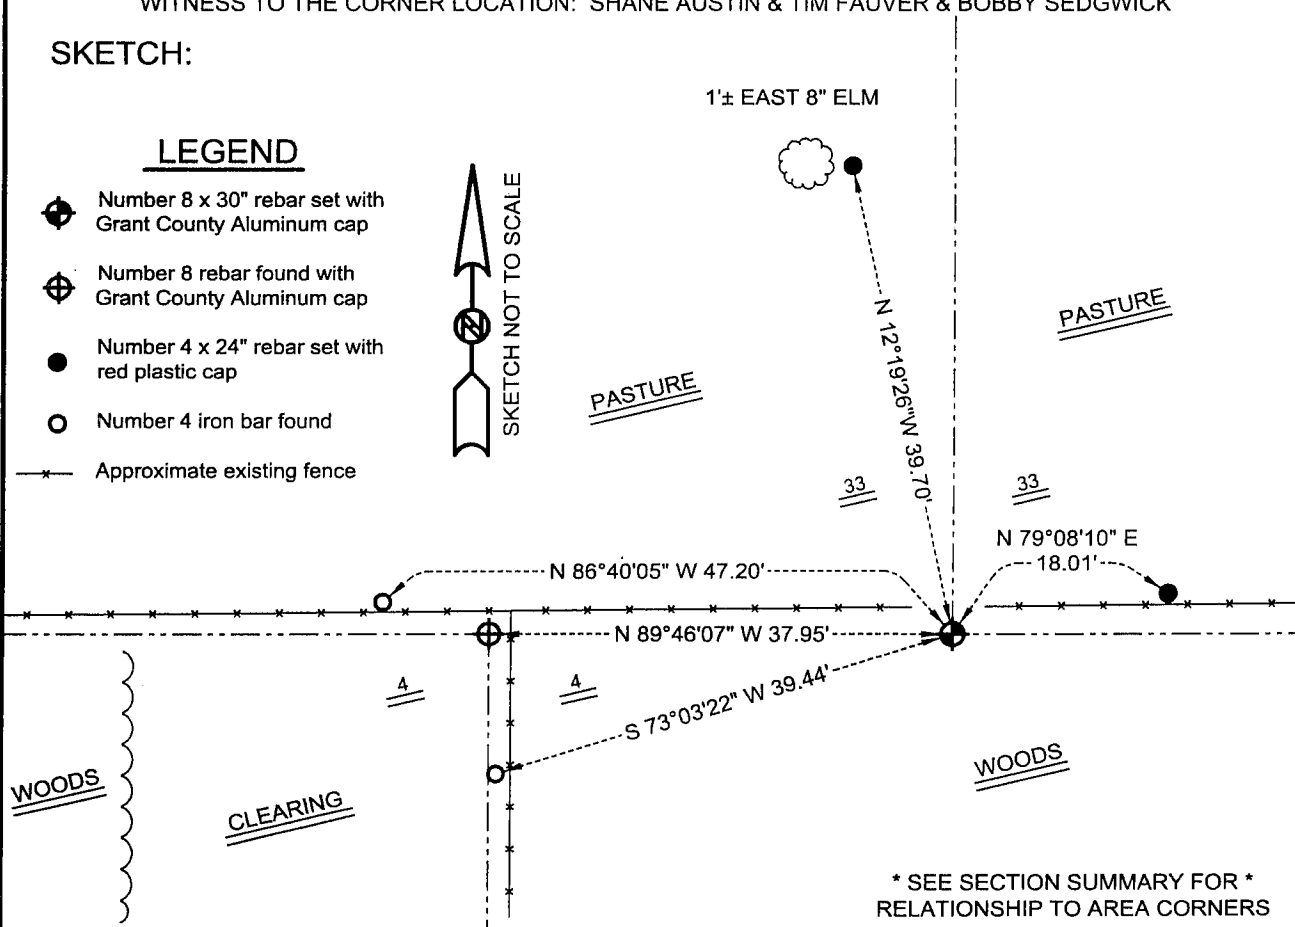 WITNESS TO THE CORNER LOCATION: SHANE AUSTIN & TIM FAUVER & BOBBY SEDGWICK
SKETCH:
1'± EAST 8" ELM
LEGEND
Number 8 x 30" rebar set with
Grant County Aluminum cap
Number 8 rebar found with
Grant County Aluminum cap
Number 4 x 24" rebar set with
red plastic cap
Number 4 iron bar found
Approximate existing fence
N
SKETCH NOT TO SCALE
PASTURE
PASTURE
N 12°19'26"W 39.70'
33
33
N 79°08'10" E
18.01'
N 86°40'05" W 47.20'
N 89°46'07" W 37.95'
4
4
S 73°03'22" W 39.44'
WOODS
CLEARING
WOODS
* SEE SECTION SUMMARY FOR *
RELATIONSHIP TO AREA CORNERS